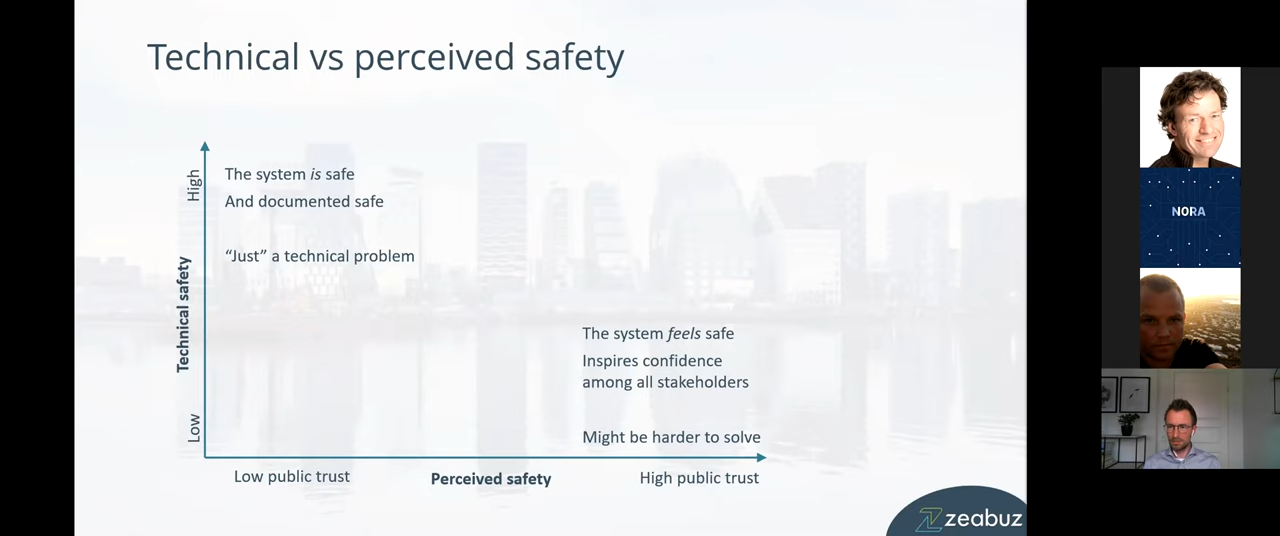 Technical vs perceived safety
High
The system is safe
And documented safe
“Just” a technical problem
Technical safety
The system feels safe
Inspires confidence
among all stakeholders
Low
Might be harder to solve
Low public trust
Perceived safety
High public trust
zeabuz
NORA